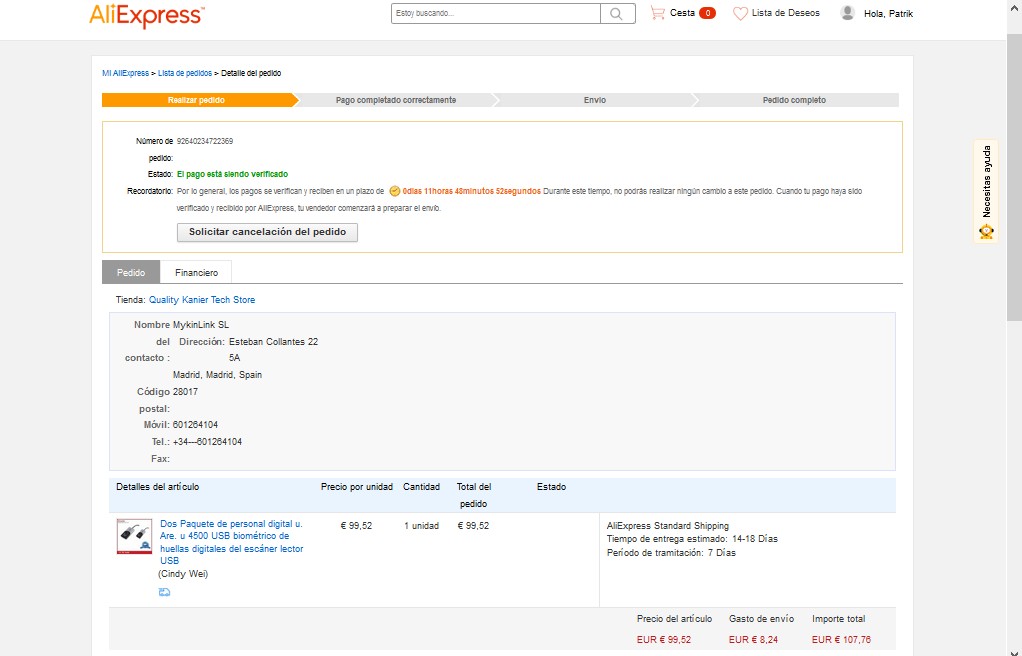 AliExpress™
Estoy buscando...
Cesta 0
Lista de Deseos
Hola, Patrik
Mi AliExpress > Lista de pedidos > Detalle del pedido
Realizar pedido
Pago completado correctamente
Envío
Pedido completo
Número de pedido: 92640234722369
Estado: El pago está siendo verificado
Recordatorio: Por lo general, los pagos se verifican y reciben en un plazo de 0días 11horas 48minutos 52segundos Durante este tiempo, no podrás realizar ningún cambio a este pedido. Cuando tu pago haya sido
verificado y recibido por AliExpress, tu vendedor comenzará a preparar el envío.
Solicitar cancelación del pedido
Necesitas ayuda
Pedido
Financiero
Tienda: Quality Kanier Tech Store
Nombre del contacto : MykinLink SL
Dirección: Esteban Collantes 22
5A
Madrid, Madrid, Spain
Código postal: 28017
Móvil: 601264104
Tel.: +34---601264104
Fax:
Detalles del artículo
Precio por unidad
Cantidad
Total del pedido
Estado
Dos Paquete de personal digital u.
Are. u 4500 USB biométrico de
huellas digitales del escáner lector
USB
(Cindy Wei)
€ 99,52
1 unidad
€ 99,52
AliExpress Standard Shipping
Tiempo de entrega estimado: 14-18 Días
Período de tramitación: 7 Días
Precio del artículo
Gasto de envío
Importe total
EUR € 99,52
EUR € 8,24
EUR € 107,76